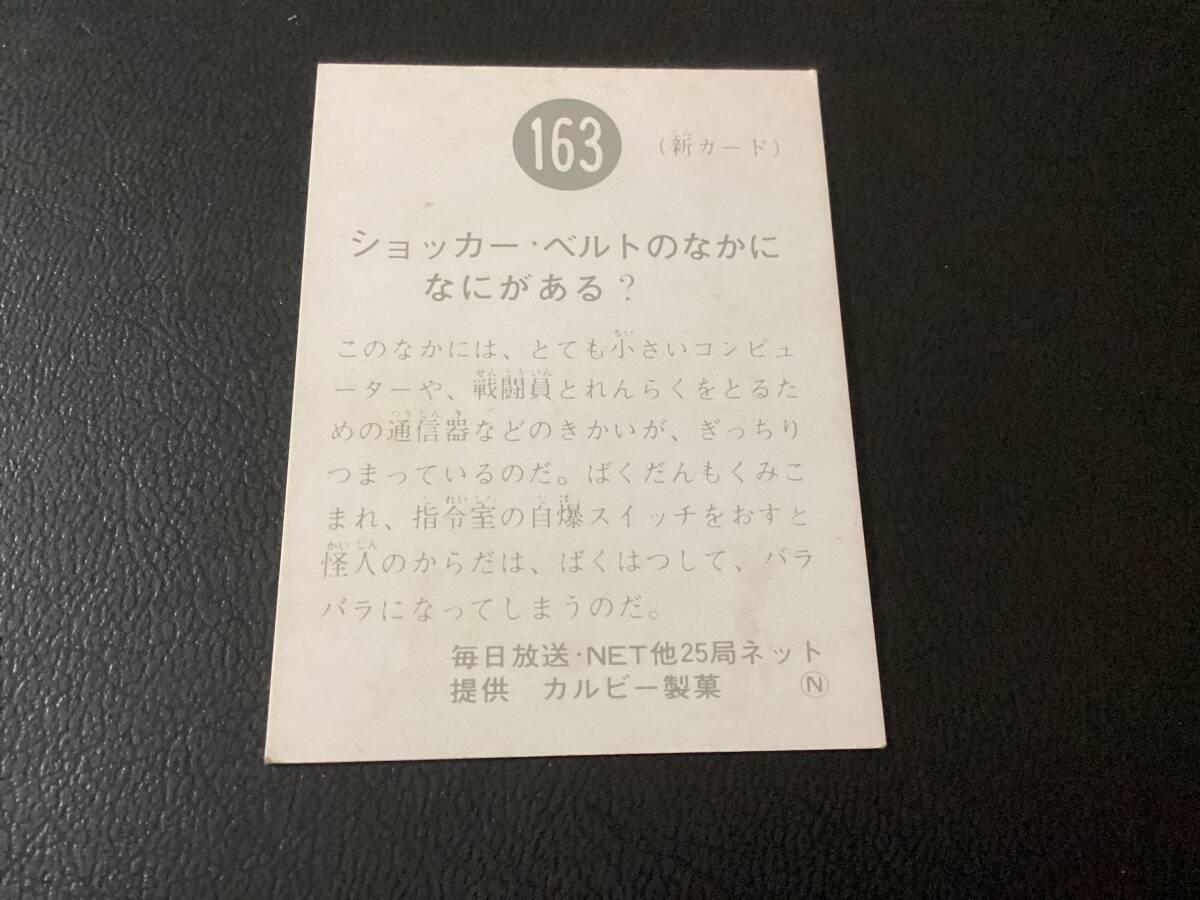 163
(新カード)
ショッカー・ベルトのなかに
なにがある?
このなかには、とても小さいコンピュ
ーターや、戦闘員とれんらくをとるた
めの通信器などのきかいが、ぎっちり
つまっているのだ。ばくだんもくみこ
まれ、指令室の自爆スイッチをおすと
怪人のからだは、ばくはつして、バラ
バラになってしまうのだ。
毎日放送・NET他25局ネット
提供 カルビー製菓 Ⓝ